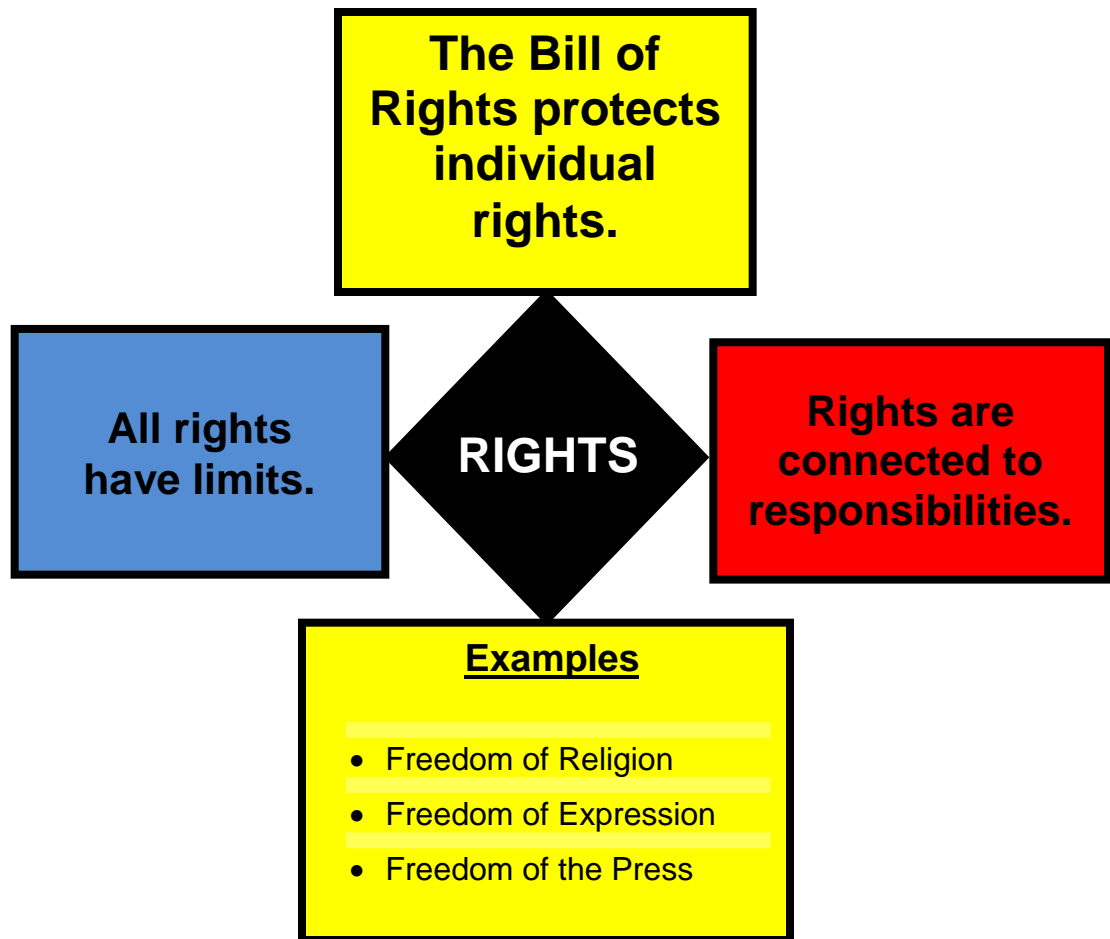 The Bill of
Rights protects
individual
rights.
All rights
have limits.
RIGHTS
Rights are
connected to
responsibilities.
Examples
• Freedom of Religion
• Freedom of Expression
• Freedom of the Press